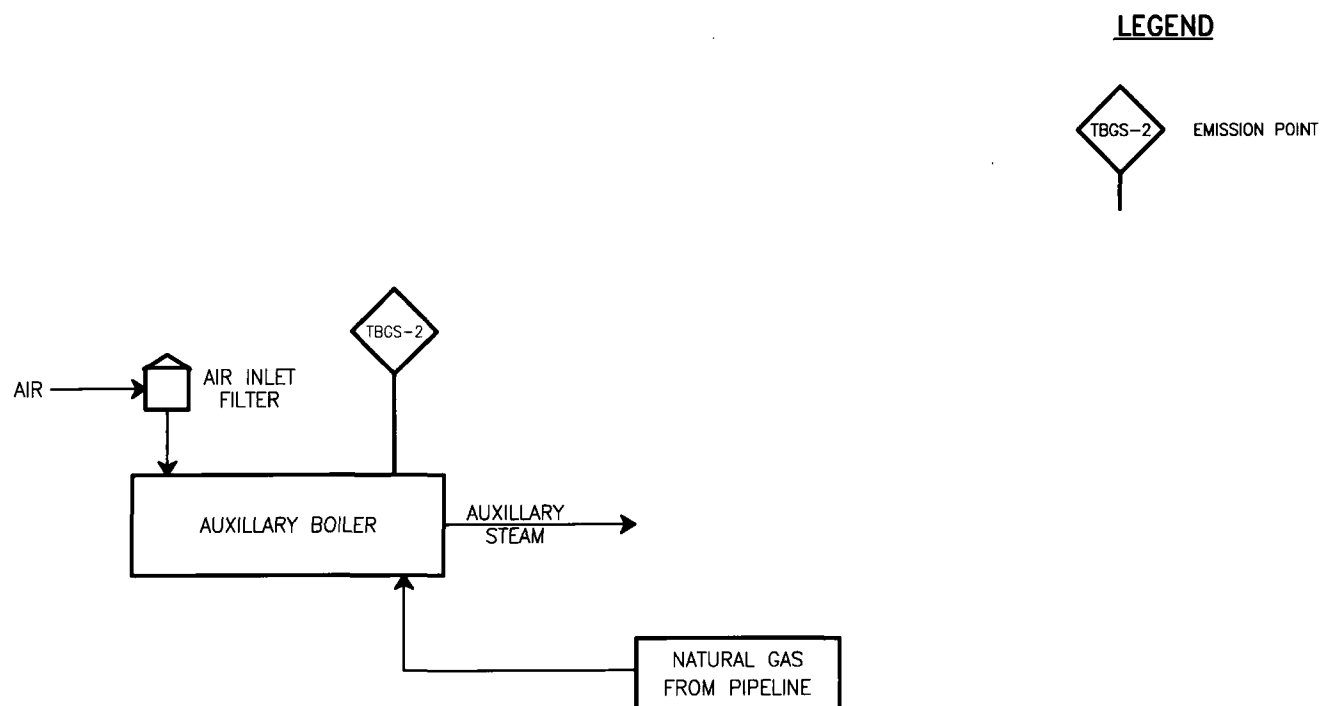 LEGEND
TBGS-2
EMISSION POINT
TBGS-2
AIR
AIR INLET
FILTER
AUXILLARY BOILER
AUXILLARY
STEAM
NATURAL GAS
FROM PIPELINE